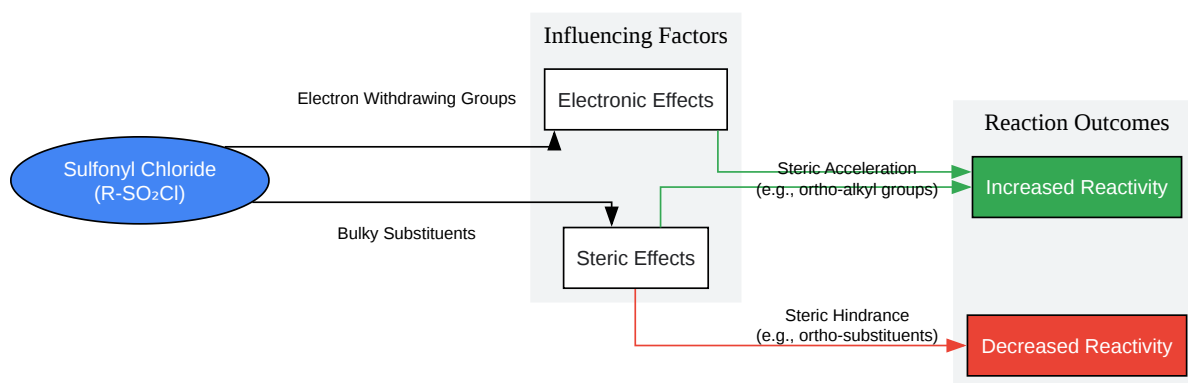 Influencing Factors
Electron Withdrawing Groups
Electronic Effects
Sulfonyl Chloride
(R-SO₂Cl)
Bulky Substituents
Steric Effects
Reaction Outcomes
Steric Acceleration
(e.g., ortho-alkyl groups)
Increased Reactivity
Steric Hindrance
(e.g., ortho-substituents)
Decreased Reactivity